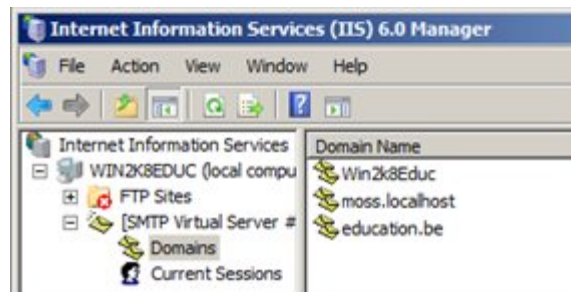 Internet Information Services (IIS) 6.0 Manager
File Action View Window Help
Internet Information Services
WIN2K8EDUC (local compu
FTP Sites
[SMTP Virtual Server #
Domains
Current Sessions
Domain Name
Win2k8Educ
moss.localhost
education.be